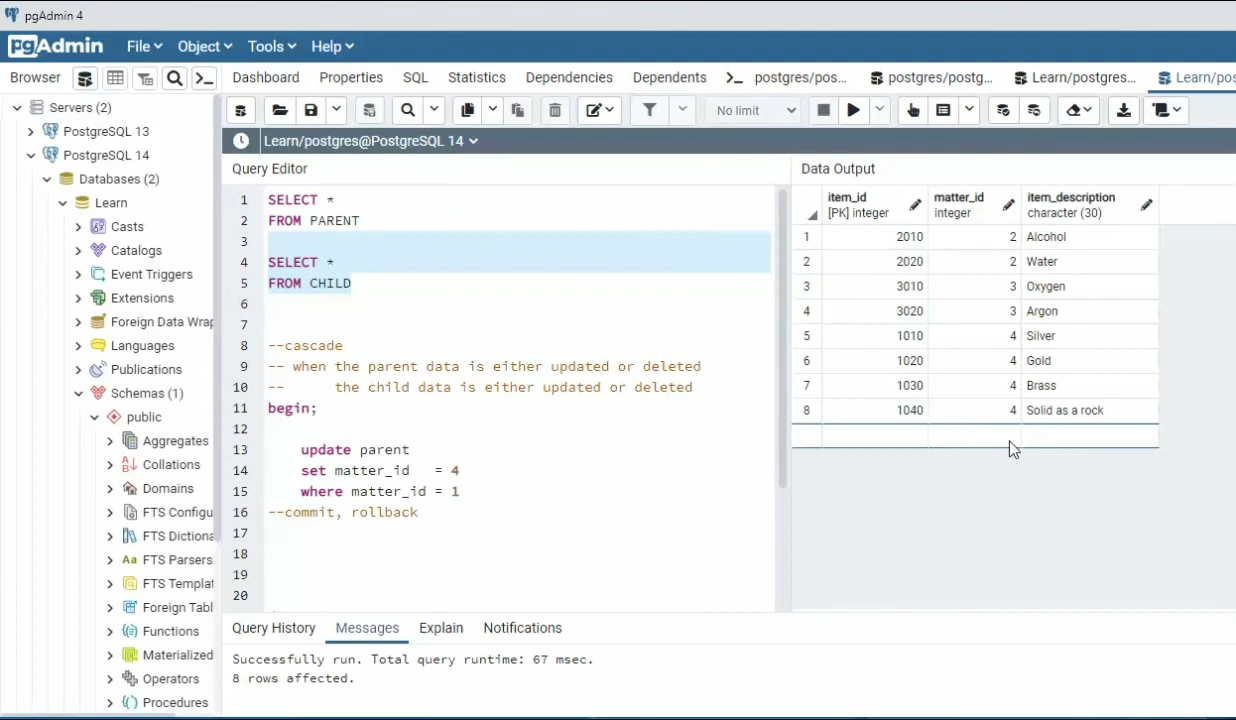 pgAdmin 4
pgAdmin File Object Tools Help
Browser Dashboard Properties SQL Statistics Dependencies Dependents postgres/pos... postgres/postg... Learn/postgres... Learn/pos
No limit
Servers (2)
PostgreSQL 13
PostgreSQL 14
Databases (2)
Learn
Casts
Catalogs
Event Triggers
Extensions
Foreign Data Wrap
Languages
Publications
Schemas (1)
public
Aggregates
Collations
Domains
FTS Configu
FTS Dictiona
FTS Parsers
FTS Templat
Foreign Tabl
Functions
Materialized
Operators
Procedures
Learn/postgres@PostgreSQL 14
Query Editor
1 SELECT *
2 FROM PARENT
3
4 SELECT *
5 FROM CHILD
6
7
8 --cascade
9 -- when the parent data is either updated or deleted
10 -- the child data is either updated or deleted
11 begin;
12
13 update parent
14 set matter_id = 4
15 where matter_id = 1
16 --commit, rollback
17
18
19
20
Data Output
item_id matter_id item_description
[PK] integer integer character (30)
1 2010 2 Alcohol
2 2020 2 Water
3 3010 3 Oxygen
4 3020 3 Argon
5 1010 4 Silver
6 1020 4 Gold
7 1030 4 Brass
8 1040 4 Solid as a rock
Query History Messages Explain Notifications
Successfully run. Total query runtime: 67 msec.
8 rows affected.